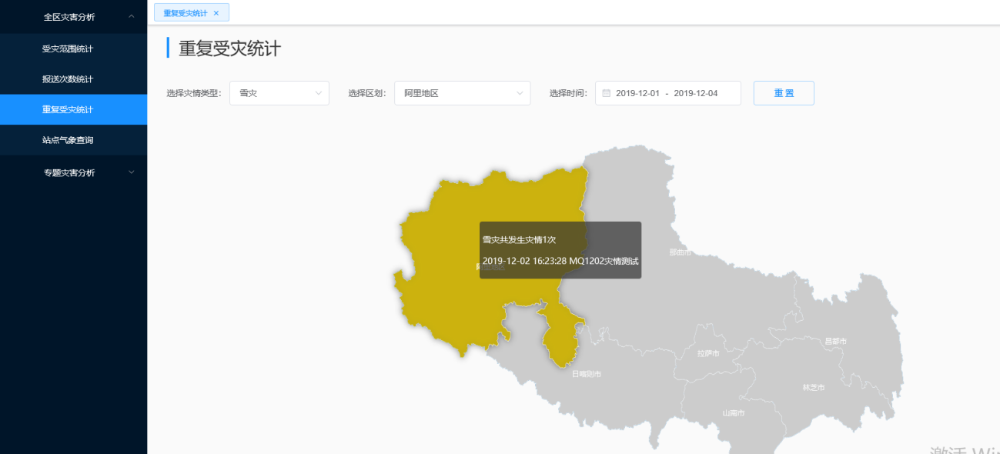 全区灾害分析
受灾范围统计
报送次数统计
重复受灾统计
站点气象查询
专题灾害分析
重复受灾统计 ×
重复受灾统计
选择灾情类型: 雪灾 选择区划: 阿里地区 选择时间: 2019-12-01 - 2019-12-04 重置
雪灾共发生灾情1次
2019-12-02 16:23:28 MQ1202灾情测试
那曲市
阿里地区
昌都市
拉萨市
日喀则市
林芝市
山南市
激活 Win